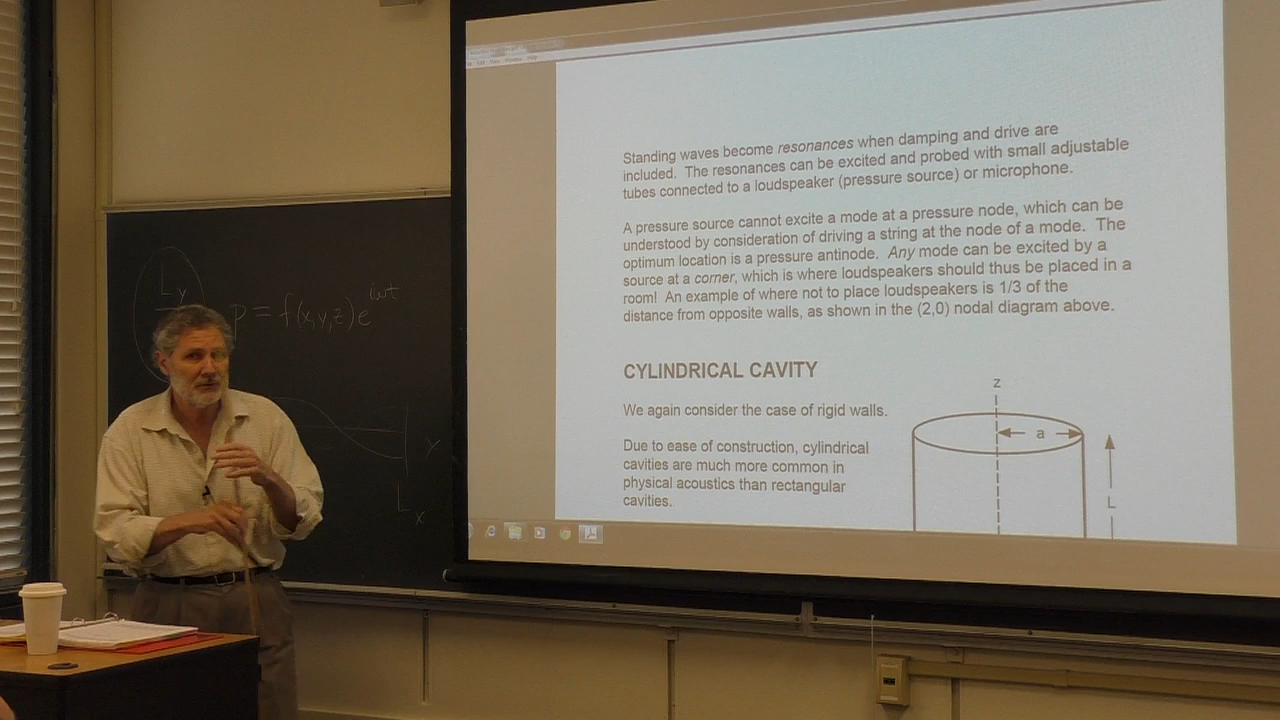 Edit View Window Help
Standing waves become resonances when damping and drive are
included. The resonances can be excited and probed with small adjustable
tubes connected to a loudspeaker (pressure source) or microphone.
A pressure source cannot excite a mode at a pressure node, which can be
understood by consideration of driving a string at the node of a mode. The
optimum location is a pressure antinode. Any mode can be excited by a
source at a corner, which is where loudspeakers should thus be placed in a
room! An example of where not to place loudspeakers is 1/3 of the
distance from opposite walls, as shown in the (2,0) nodal diagram above.
CYLINDRICAL CAVITY
We again consider the case of rigid walls.
Due to ease of construction, cylindrical
cavities are much more common in
physical acoustics than rectangular
cavities.
z
a
L
Ly
p = f(x,y,z)e^iωt
Y
Lx